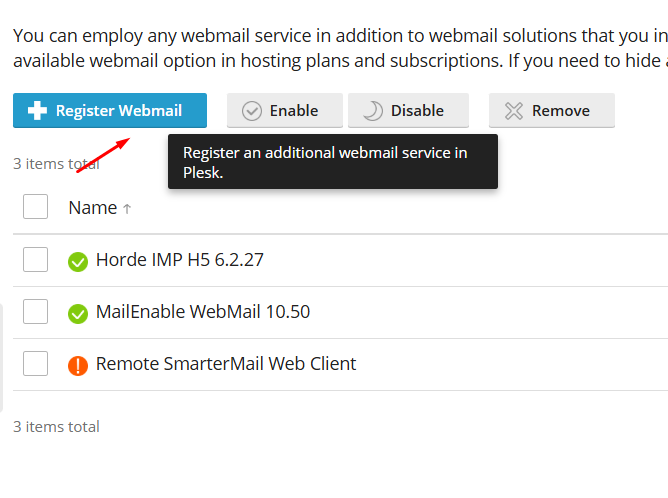 You can employ any webmail service in addition to webmail solutions that you in
available webmail option in hosting plans and subscriptions. If you need to hide
Register Webmail
Enable
Disable
Remove
Register an additional webmail service in
Plesk.
3 items total
Name ↑
Horde IMP H5 6.2.27
MailEnable WebMail 10.50
Remote SmarterMail Web Client
3 items total